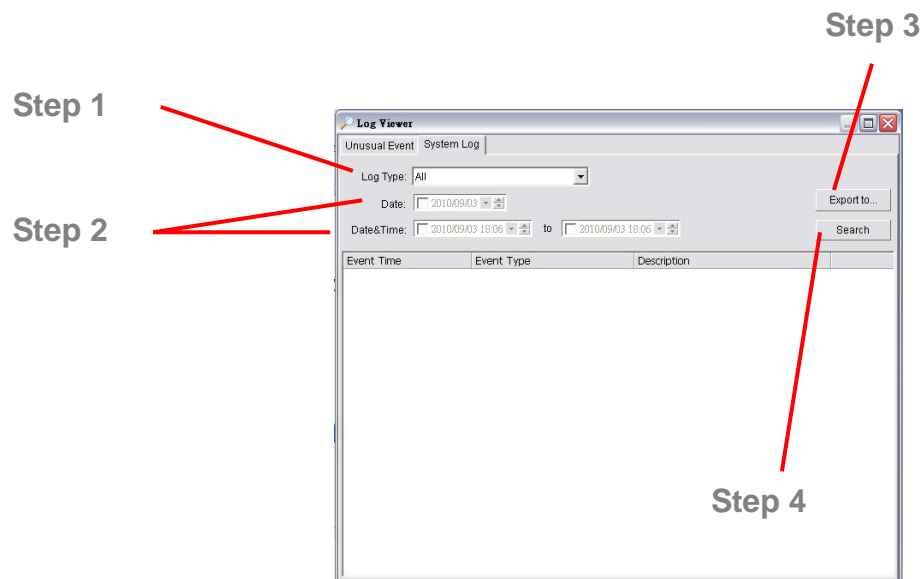 Step 3
Step 1
Log Viewer
Unusual Event System Log
Log Type: All
Date: 2010/09/03
Export to...
Step 2
Date&Time: 2010/09/03 18:06 to 2010/09/03 18:06
Search
Event Time Event Type Description
Step 4